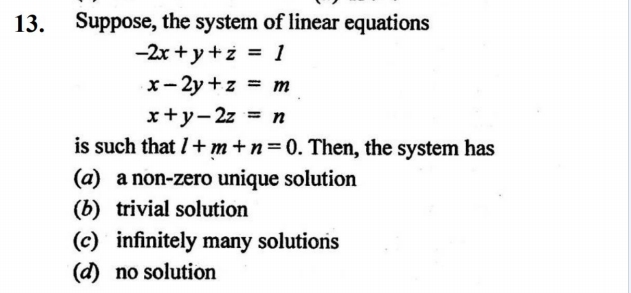 13. Suppose, the system of linear equations
–2x + y + z = l
x – 2y + z = m
x + y – 2z = n
is such that l + m + n = 0. Then, the system has
(a) a non-zero unique solution
(b) trivial solution
(c) infinitely many solutions
(d) no solution